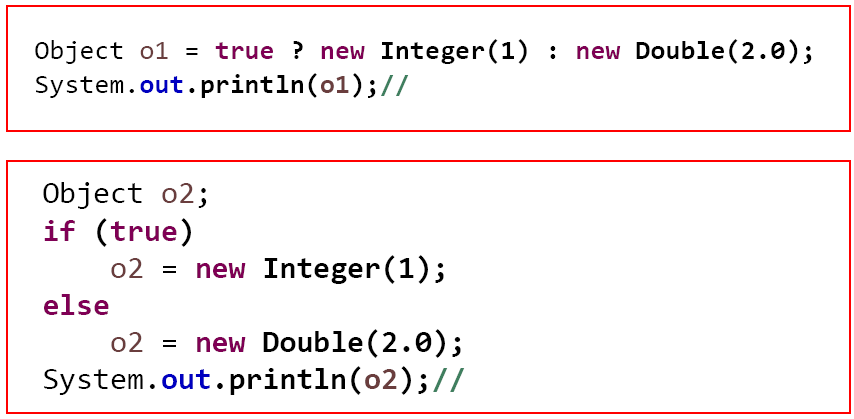 Object o1 = true ? new Integer(1) : new Double(2.0);
System.out.println(o1);//
Object o2;
if (true)
    o2 = new Integer(1);
else
    o2 = new Double(2.0);
System.out.println(o2);//